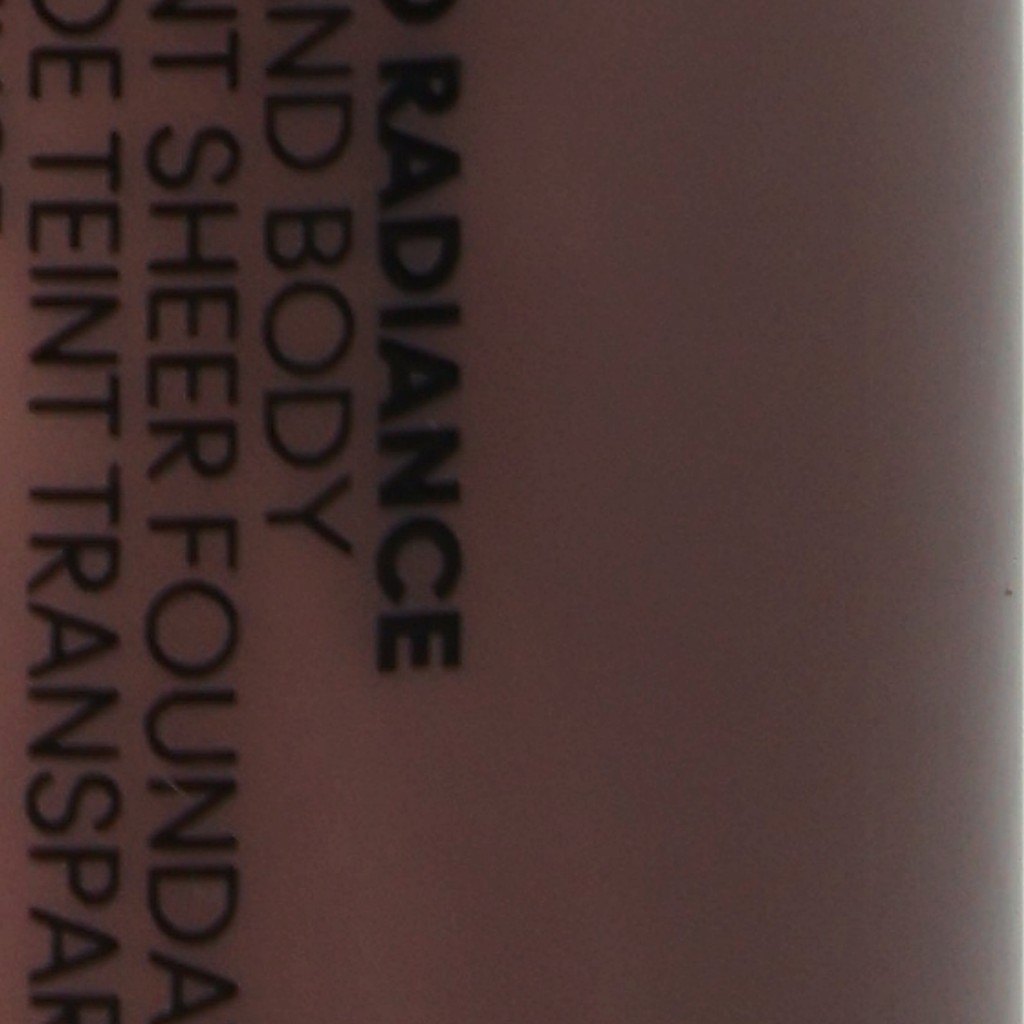 RADIANCE
ND BODY
NT SHEER FOUNDA
DE TEINT TRANSPAR